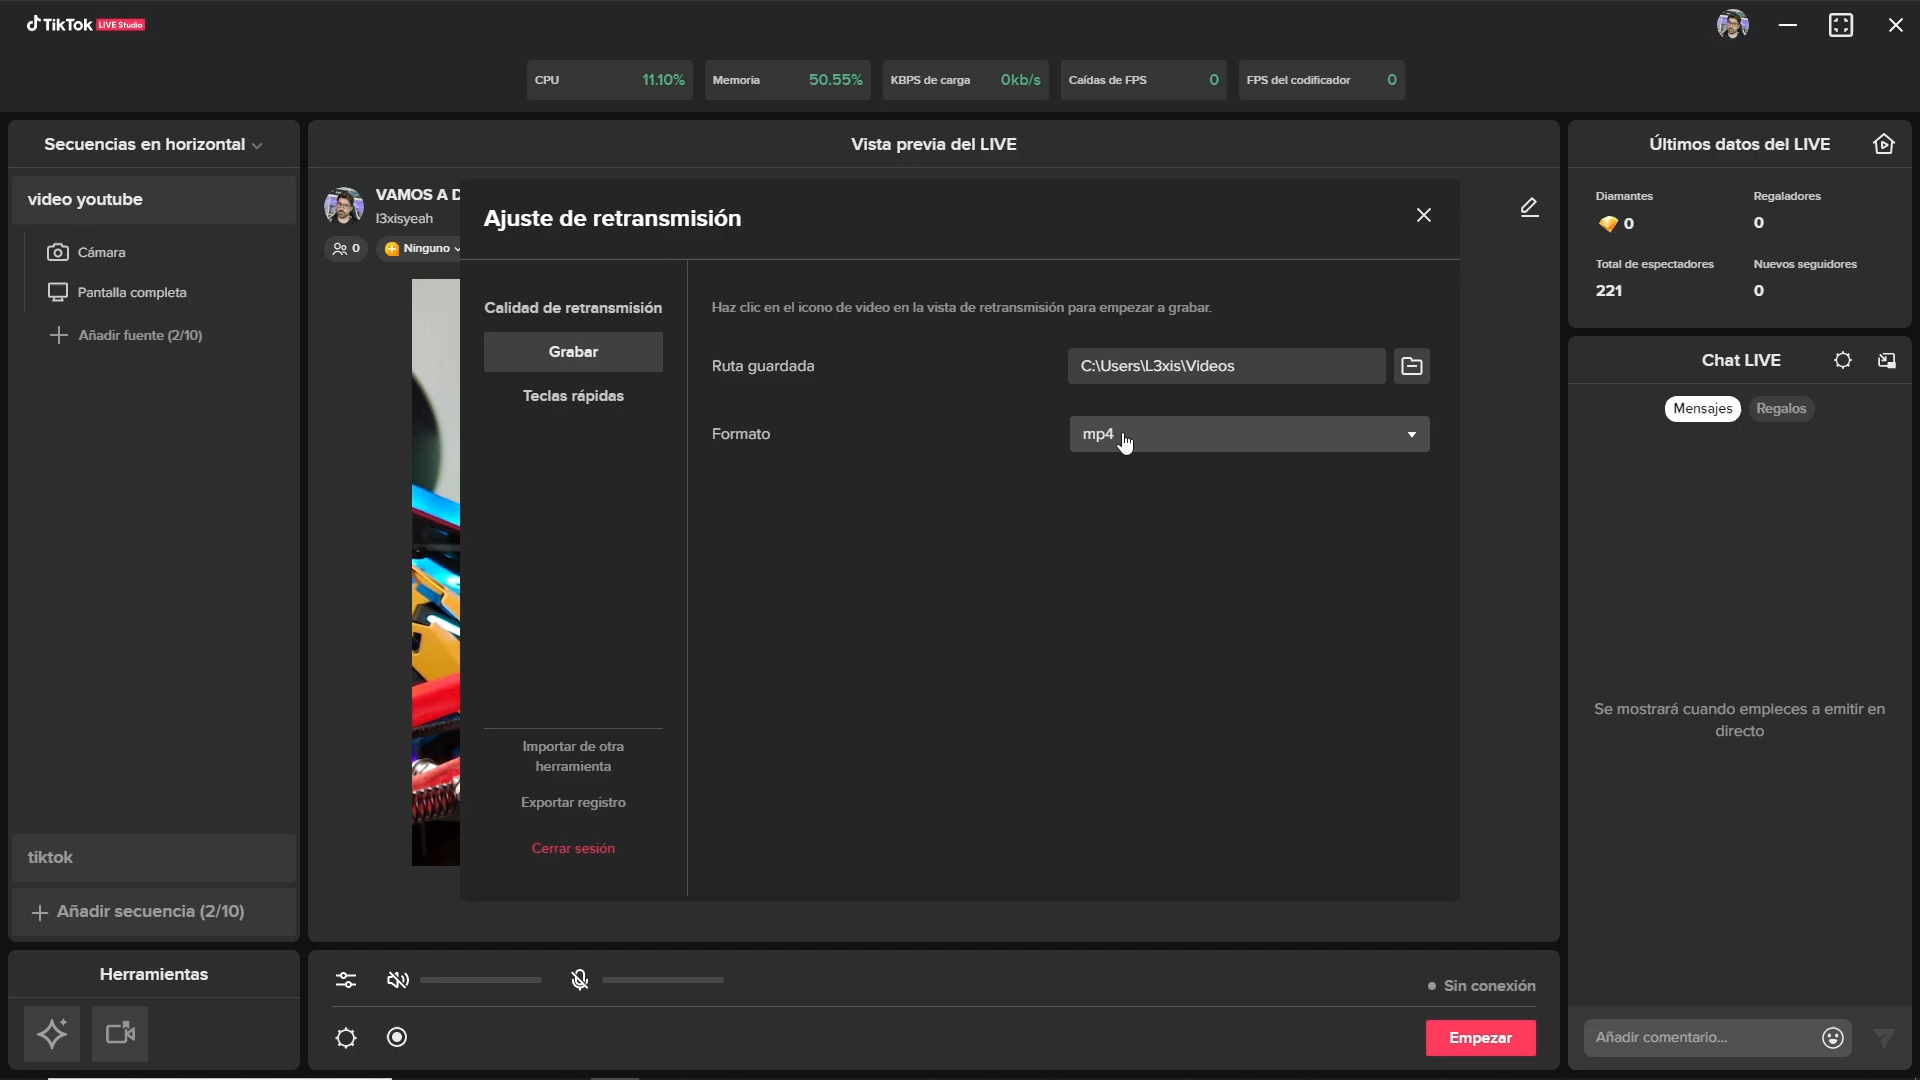 TikTok LIVE Studio
CPU 11.10%
Memoria 50.55%
KBPS de carga 0kb/s
Caídas de FPS 0
FPS del codificador 0
Secuencias en horizontal
video youtube
Cámara
Pantalla completa
Añadir fuente (2/10)
tiktok
Añadir secuencia (2/10)
Herramientas
Vista previa del LIVE
VAMOS A D
l3xisyeah
0
Ninguno
Ajuste de retransmisión
Calidad de retransmisión
Grabar
Teclas rápidas
Importar de otra
herramienta
Exportar registro
Cerrar sesión
Haz clic en el icono de video en la vista de retransmisión para empezar a grabar.
Ruta guardada
C:\Users\L3xis\Videos
Formato
mp4
Sin conexión
Empezar
Últimos datos del LIVE
Diamantes
0
Regaladores
0
Total de espectadores
221
Nuevos seguidores
0
Chat LIVE
Mensajes
Regalos
Se mostrará cuando empieces a emitir en
directo
Añadir comentario...